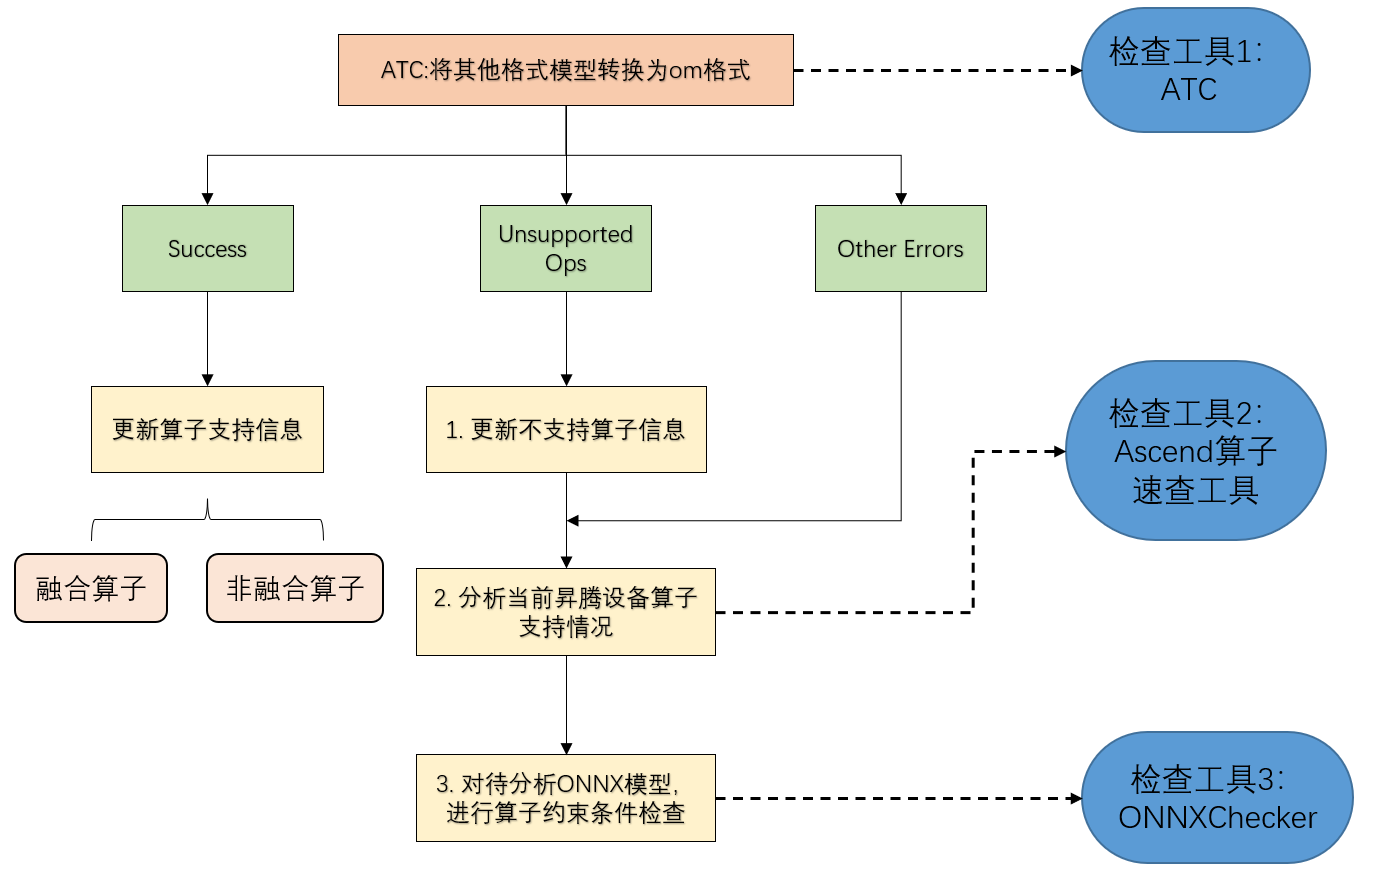 ATC:将其他格式模型转换为om格式
检查工具1：
ATC
Success
Unsupported
Ops
Other Errors
更新算子支持信息
1. 更新不支持算子信息
检查工具2：
Ascend算子
速查工具
融合算子
非融合算子
2. 分析当前昇腾设备算子
支持情况
3. 对待分析ONNX模型,
进行算子约束条件检查
检查工具3：
ONNXChecker